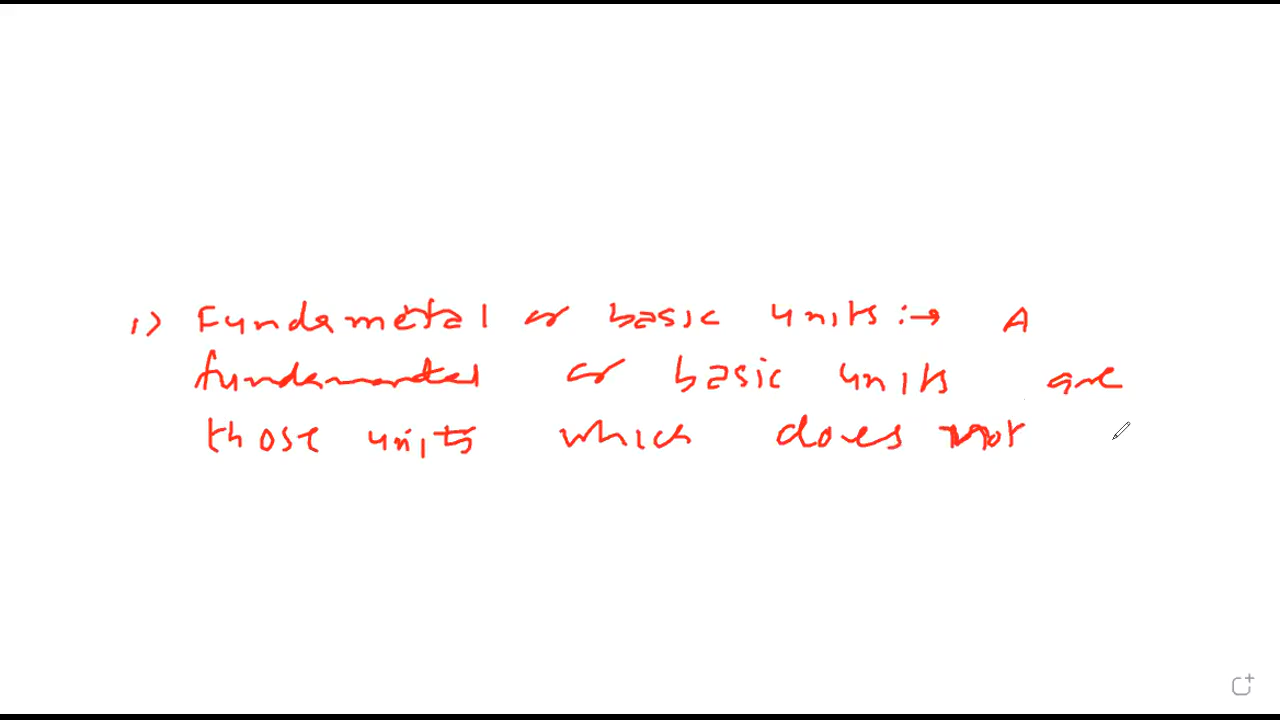 1) Fundametal or basic units :→ A
fundamental or basic units are
those units which does not